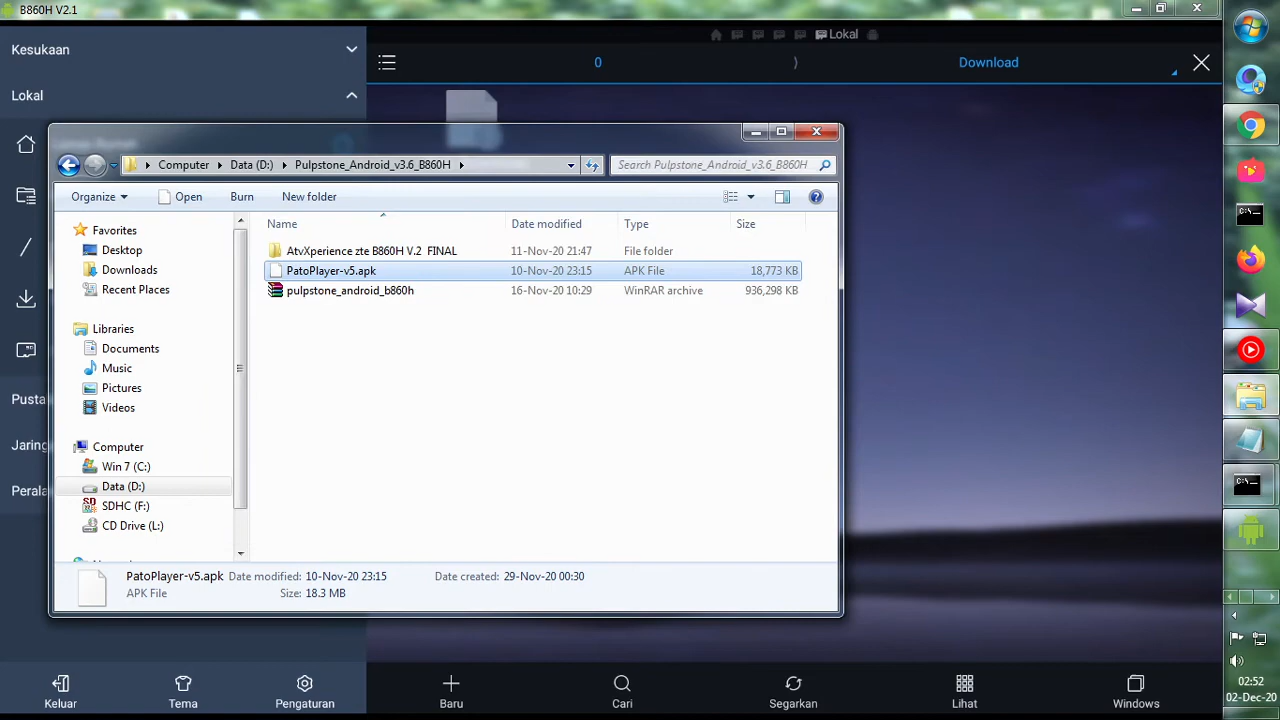 B860H V2.1
Kesukaan
Lokal
Lokal
0
Download
Computer
Data (D:)
Pulpstone_Android_v3.6_B860H
Search Pulpstone_Android_v3.6_B860H
Organize
Open
Burn
New folder
Name
Date modified
Type
Size
Favorites
Desktop
Downloads
Recent Places
Libraries
Documents
Music
Pictures
Videos
Computer
Win 7 (C:)
Data (D:)
SDHC (F:)
CD Drive (L:)
AtvXperience zte B860H V.2 FINAL
11-Nov-20 21:47
File folder
PatoPlayer-v5.apk
10-Nov-20 23:15
APK File
18,773 KB
pulpstone_android_b860h
16-Nov-20 10:29
WinRAR archive
936,298 KB
Pusta
Jaring
Perala
PatoPlayer-v5.apk
Date modified: 10-Nov-20 23:15
Date created: 29-Nov-20 00:30
APK File
Size: 18.3 MB
Keluar
Tema
Pengaturan
Baru
Cari
Segarkan
Lihat
Windows
02:52
02-Dec-20